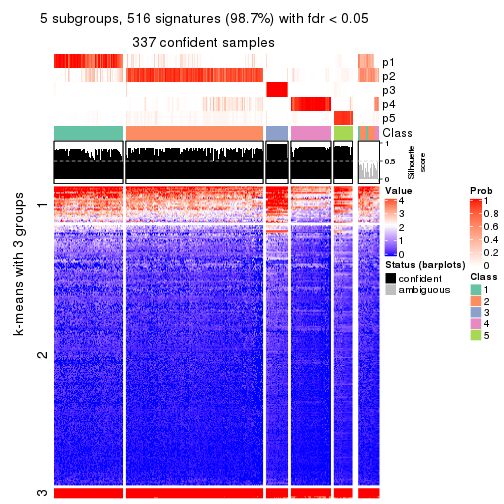 5 subgroups, 516 signatures (98.7%) with fdr < 0.05
337 confident samples
p1
p2
p3
p4
p5
Class
1
0.5
0
Silhouette
score
k-means with 3 groups
1
2
3
Value
4
3
2
1
0
Status (barplots)
confident
ambiguous
Prob
1
0.8
0.6
0.4
0.2
0
Class
1
2
3
4
5